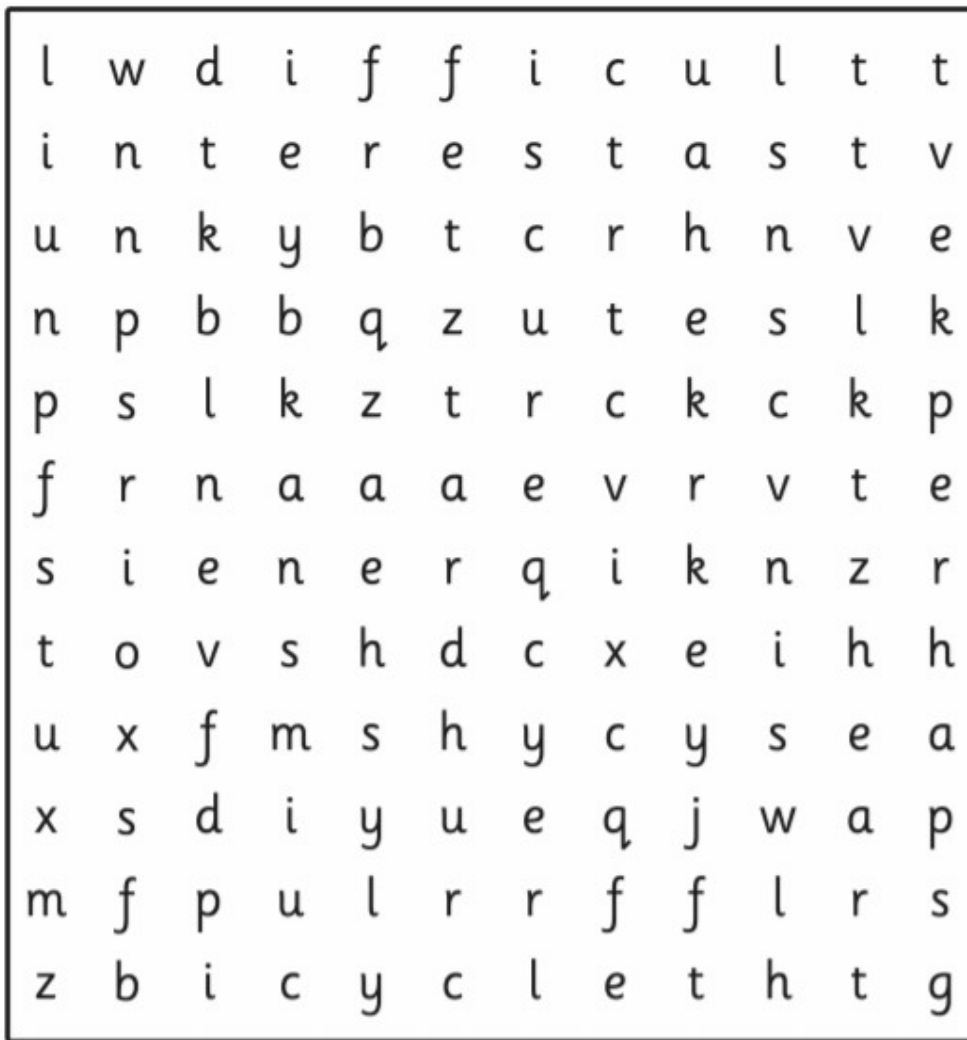 l w d i f f i c u l t t
i n t e r e s t a s t v
u n k y b t c r h n v e
n p b b q z u t e s l k
p s l k z t r c k c k p
f r n a a a e v r v t e
s i e n e r q i k n z r
t o v s h d c x e i h h
u x f m s h y c y s e a
x s d i y u e q j w a p
m f p u l r r f f l r s
z b i c y c l e t h t g